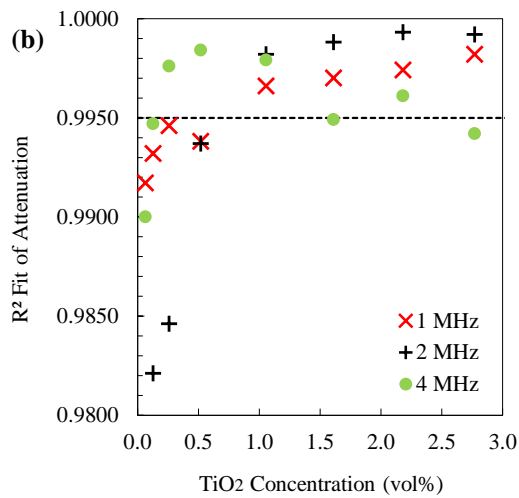 (b)
1.0000
0.9950
0.9900
0.9850
0.9800
R² Fit of Attenuation
0.0 0.5 1.0 1.5 2.0 2.5 3.0
TiO2 Concentration (vol%)
1 MHz
2 MHz
4 MHz